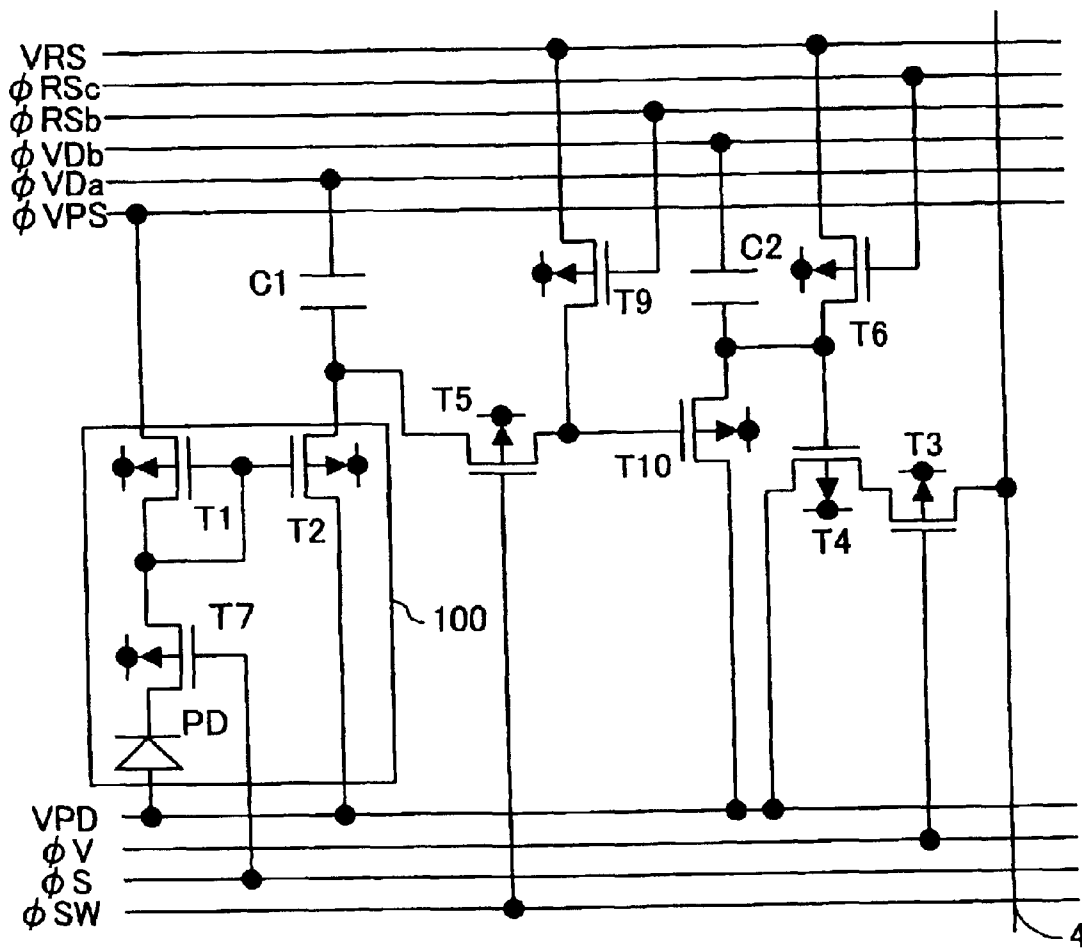 VRS
φRSc
φRSb
φVDb
φVDa
φVPS
C1
T9
C2
T6
T5
T10
T3
T1
T2
T4
T7
100
PD
VPD
φV
φS
φSW
4